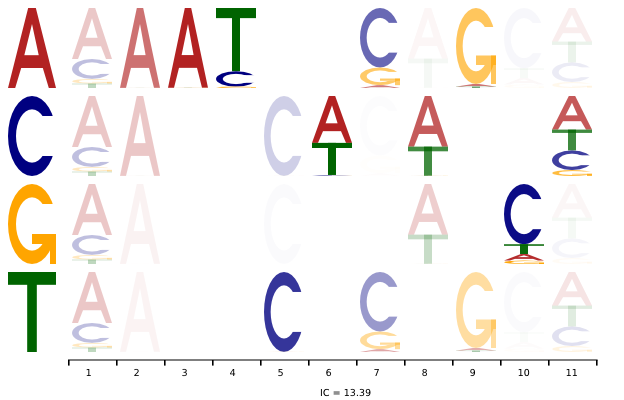 A A A A T C A G C A
C C G T T T
C
C A A C A C A A
C T T T
C
G
G A A C A C A
C T T T
A C
T A A C C G C A
C G T
C
1 2 3 4 5 6 7 8 9 10 11
IC = 13.39